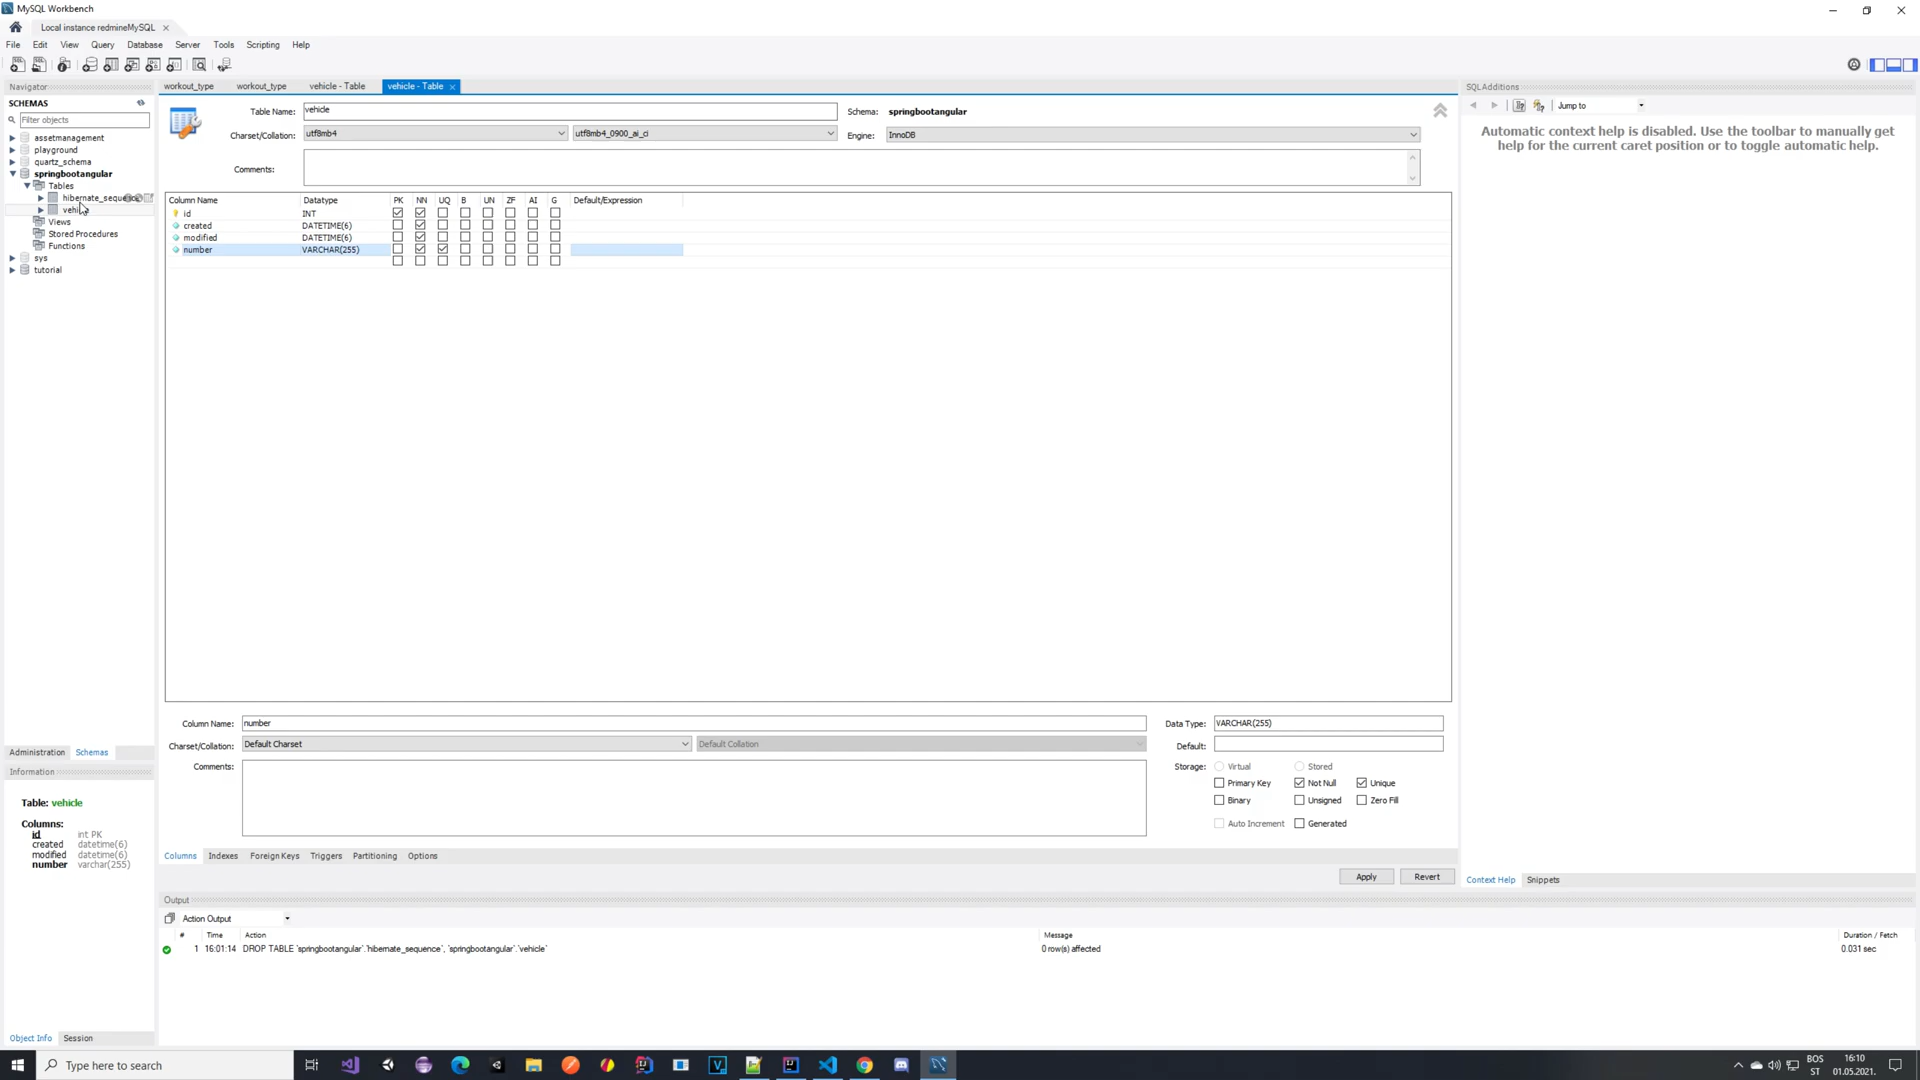 MySQL Workbench
Local instance redmineMySQL
File Edit View Query Database Server Tools Scripting Help
Navigator
SCHEMAS
Filter objects
assetmanagement
playground
quartz_schema
springbootangular
Tables
hibernate_sequence
vehicle
Views
Stored Procedures
Functions
sys
tutorial
Administration Schemas
Information
Table: vehicle
Columns:
id int PK
created datetime(6)
modified datetime(6)
number varchar(255)
Object Info Session
workout_type workout_type vehicle - Table vehicle - Table
Table Name: vehicle Schema: springbootangular
Charset/Collation: utf8mb4 utf8mb4_0900_ai_ci Engine: InnoDB
Comments:
Column Name Datatype PK NN UQ B UN ZF AI G Default/Expression
id INT
created DATETIME(6)
modified DATETIME(6)
number VARCHAR(255)
Column Name: number Data Type: VARCHAR(255)
Charset/Collation: Default Charset Default Collation Default:
Comments: Storage: Virtual Stored
Primary Key Not Null Unique
Binary Unsigned Zero Fill
Auto Increment Generated
Columns Indexes Foreign Keys Triggers Partitioning Options
Apply Revert
Output
Action Output
# Time Action Message Duration / Fetch
1 16:01:14 DROP TABLE `springbootangular`.`hibernate_sequence`, `springbootangular`.`vehicle` 0 row(s) affected 0.031 sec
SQLAdditions
Jump to
Automatic context help is disabled. Use the toolbar to manually get
help for the current caret position or to toggle automatic help.
Context Help Snippets
Type here to search
BOS
ST
16:10
01.05.2021.